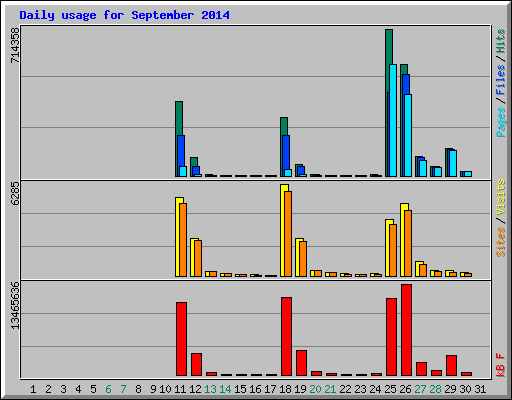 Daily usage for September 2014
714358
Pages/Files/Hits
6285
Sites/Visits
13465636
kB F
1 2 3 4 5 6 7 8 9 10 11 12 13 14 15 16 17 18 19 20 21 22 23 24 25 26 27 28 29 30 31